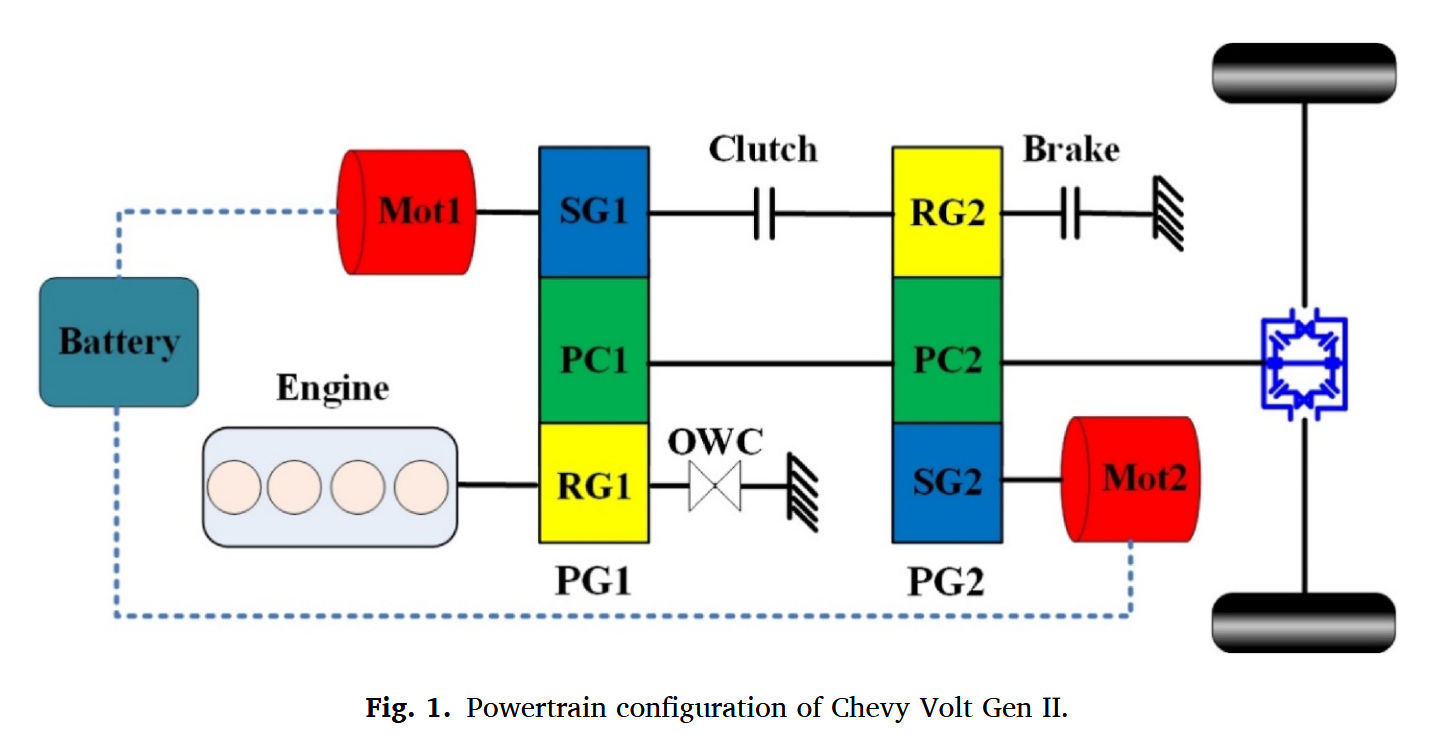 Clutch
Brake
Mot1
SG1
RG2
Battery
PC1
PC2
Engine
OWC
RG1
SG2
Mot2
PG1
PG2
Fig. 1. Powertrain configuration of Chevy Volt Gen II.